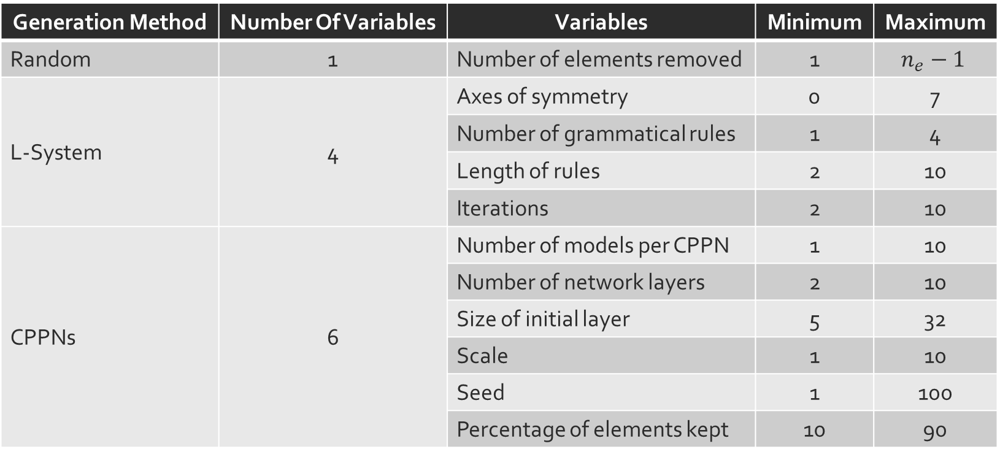 Generation Method Number Of Variables Variables Minimum Maximum
Random 1 Number of elements removed 1 nₑ − 1
Axes of symmetry 0 7
Number of grammatical rules 1 4
L-System 4
Length of rules 2 10
Iterations 2 10
Number of models per CPPN 1 10
Number of network layers 2 10
Size of initial layer 5 32
CPPNs 6
Scale 1 10
Seed 1 100
Percentage of elements kept 10 90